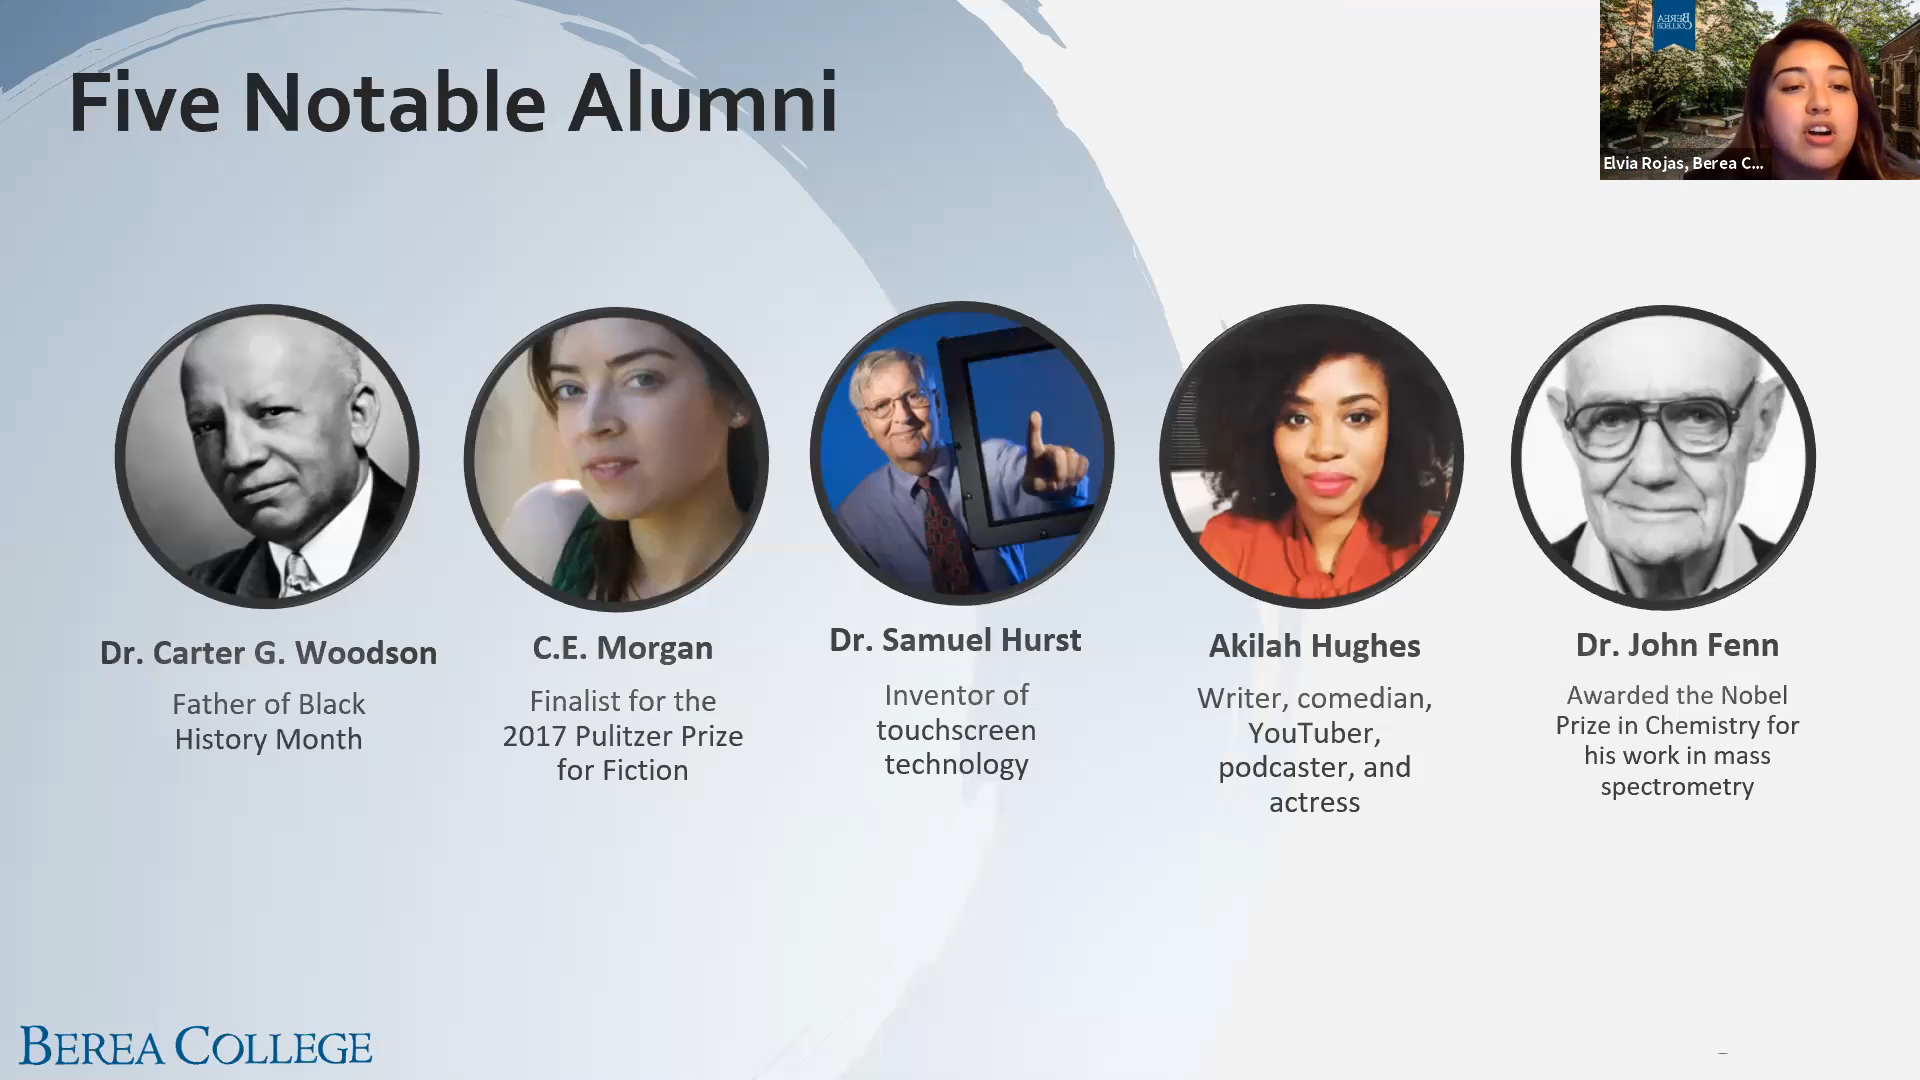 Five Notable Alumni
BEREA
COLLEGE
Elvia Rojas, Berea C...
Dr. Carter G. Woodson
Father of Black
History Month
C.E. Morgan
Finalist for the
2017 Pulitzer Prize
for Fiction
Dr. Samuel Hurst
Inventor of
touchscreen
technology
Akilah Hughes
Writer, comedian,
YouTuber,
podcaster, and
actress
Dr. John Fenn
Awarded the Nobel
Prize in Chemistry for
his work in mass
spectrometry
BEREA COLLEGE